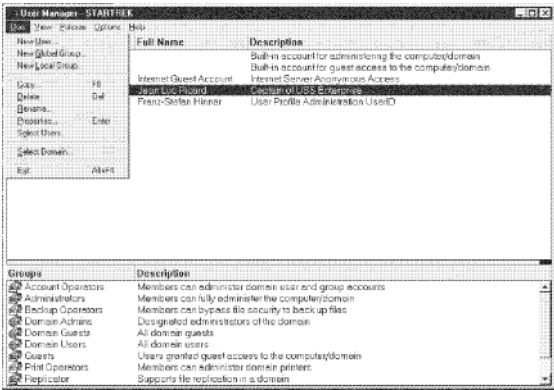 User Manager - STARTREK
User View Policies Options Help
New User...
New Global Group...
New Local Group...
Copy... F8
Delete Del
Rename...
Properties... Enter
Select Users...
Select Domain...
Exit Alt+F4
Full Name Description
Built-in account for administering the computer/domain
Built-in account for guest access to the computer/domain
Internet Guest Account Internet Server Anonymous Access
Jean Luc Picard Captain of USS Enterprise
Franz-Stefan Hinner User Profile Administration UserID
Groups Description
Account Operators Members can administer domain user and group accounts
Administrators Members can fully administer the computer/domain
Backup Operators Members can bypass file security to back up files
Domain Admins Designated administrators of the domain
Domain Guests All domain guests
Domain Users All domain users
Guests Users granted guest access to the computer/domain
Print Operators Members can administer domain printers
Replicator Supports file replication in a domain